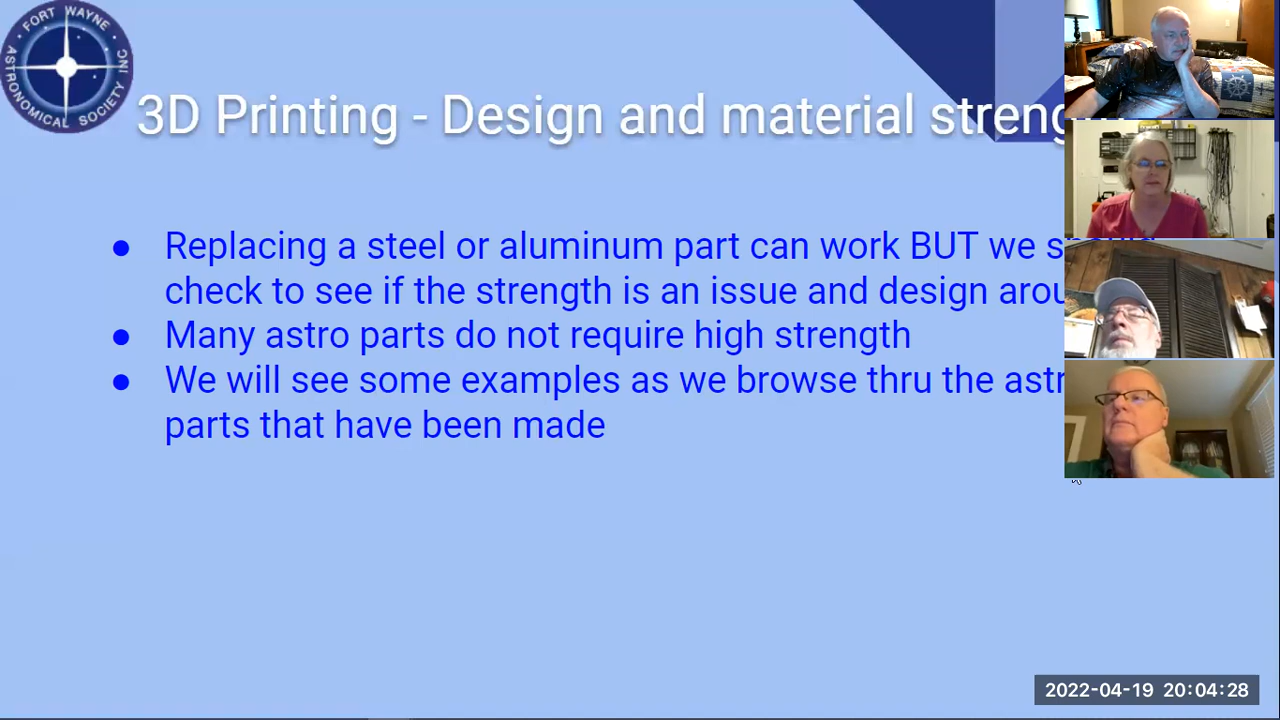 FORT WAYNE
ASTRONOMICAL SOCIETY INC
3D Printing - Design and material
Replacing a steel or aluminum part can work BUT we
check to see if the strength is an issue and design
Many astro parts do not require high strength
We will see some examples as we browse thru the
parts that have been made
2022-04-19 20:04:28